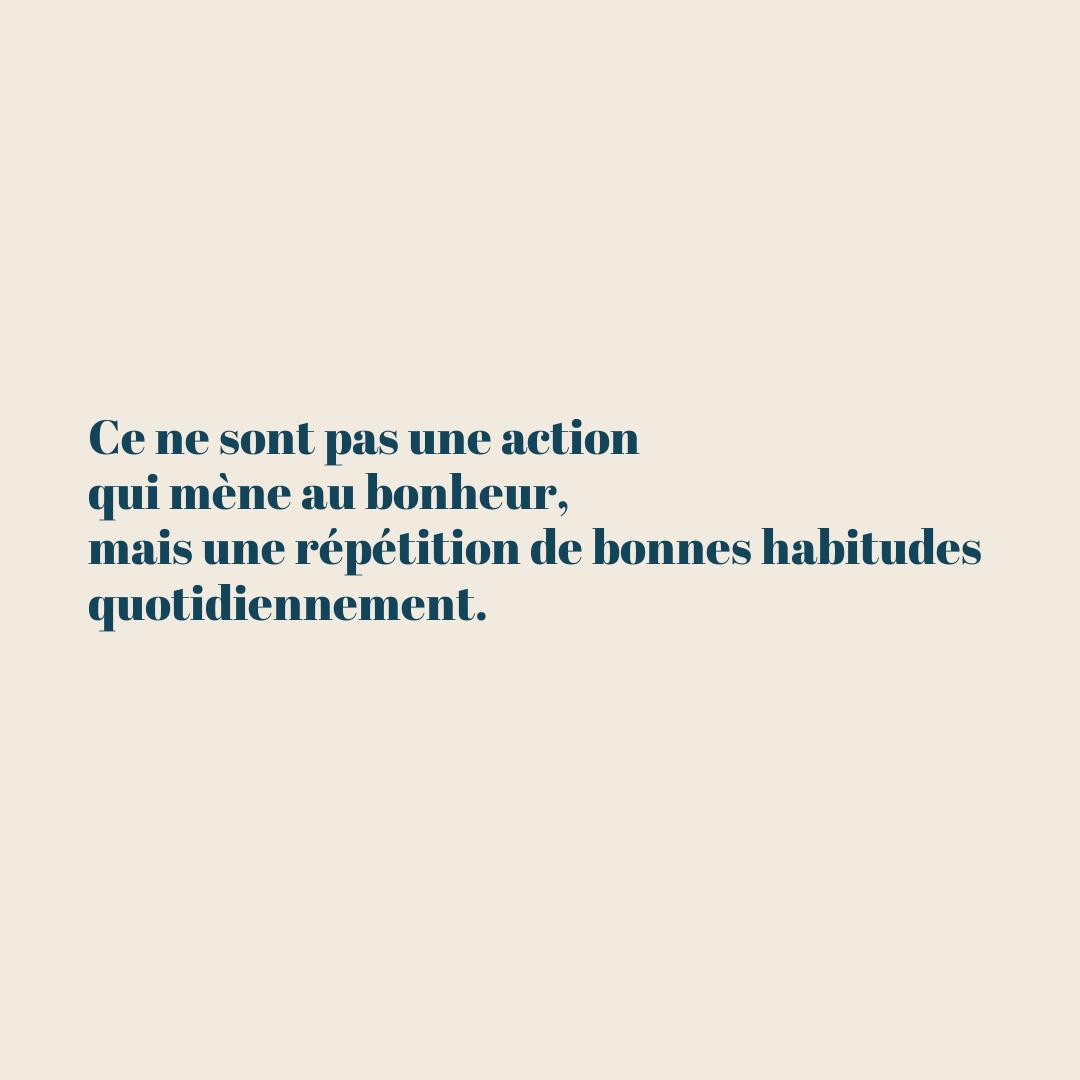 Ce ne sont pas une action
qui mène au bonheur,
mais une répétition de bonnes habitudes
quotidiennement.